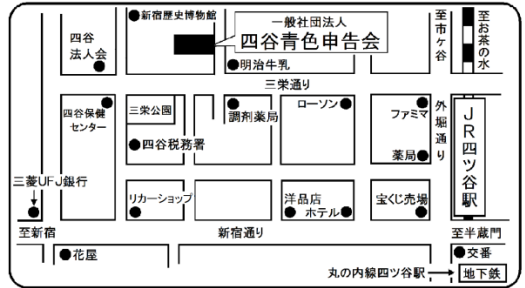 新宿歴史博物館
一般社団法人
四谷青色申告会
至市ヶ谷
至お茶の水
四谷
法人会
明治牛乳
三栄通り
四谷保健
センター
三栄公園
調剤薬局
ローソン
ファミマ
外堀通り
JR四ツ谷駅
四谷税務署
薬局
三菱UFJ銀行
リカーショップ
洋品店
ホテル
宝くじ売場
至新宿
新宿通り
至半蔵門
花屋
交番
丸の内線四ツ谷駅
地下鉄